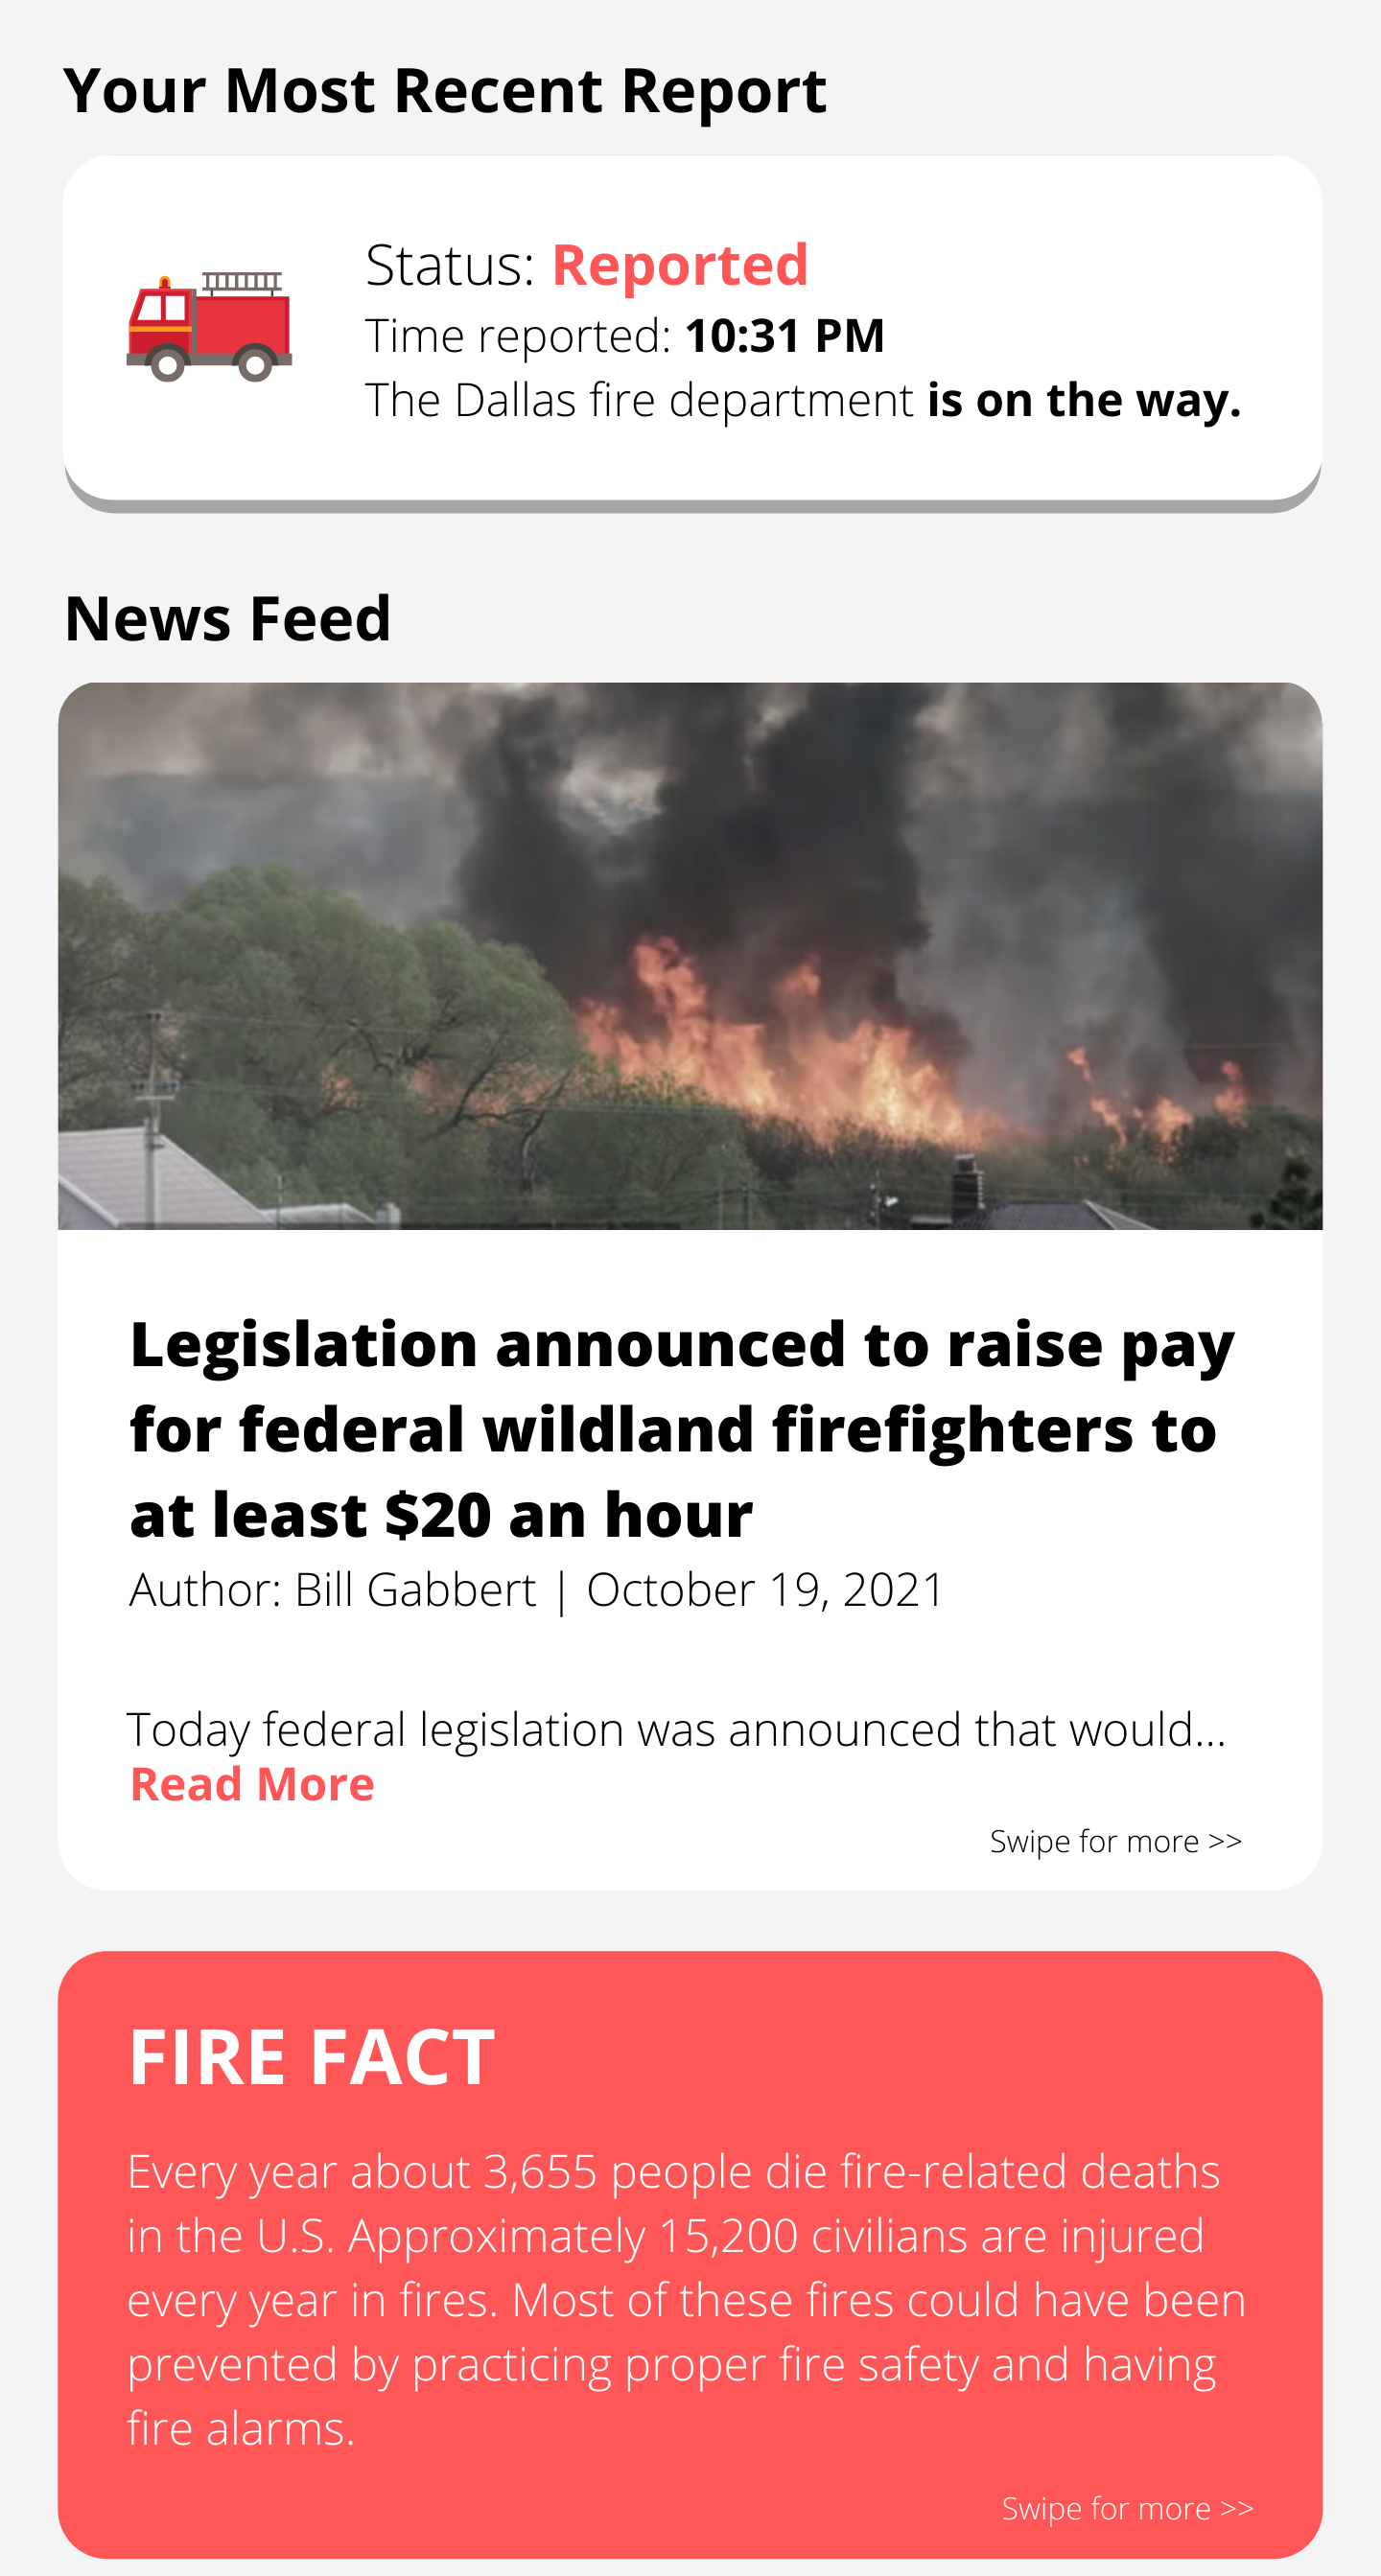 Your Most Recent Report
Status: Reported
Time reported: 10:31 PM
The Dallas fire department is on the way.
News Feed
Legislation announced to raise pay
for federal wildland firefighters to
at least $20 an hour
Author: Bill Gabbert | October 19, 2021
Today federal legislation was announced that would...
Read More
Swipe for more >>
FIRE FACT
Every year about 3,655 people die fire-related deaths
in the U.S. Approximately 15,200 civilians are injured
every year in fires. Most of these fires could have been
prevented by practicing proper fire safety and having
fire alarms.
Swipe for more >>